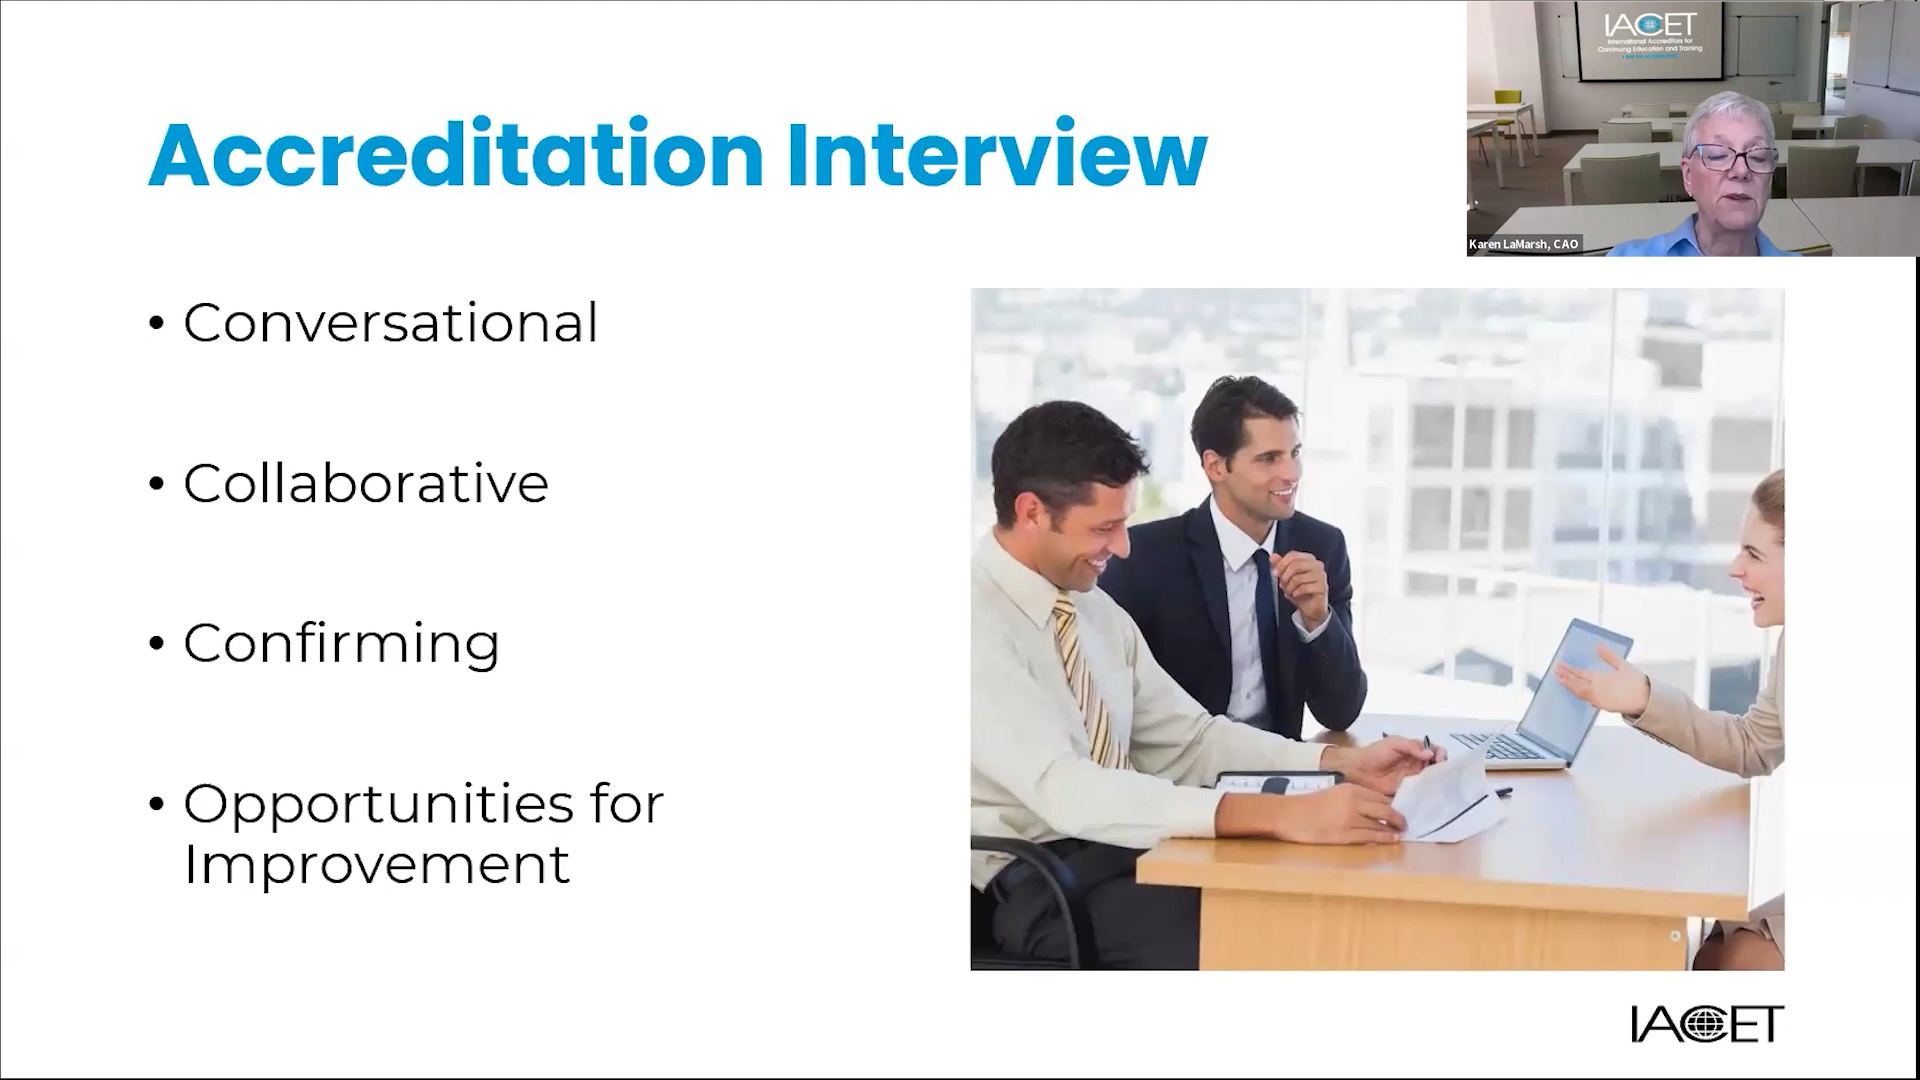 Accreditation Interview
• Conversational
• Collaborative
• Confirming
• Opportunities for
Improvement
IACET
International Accreditors for
Continuing Education and Training
Karen LaMarsh, CAO
IACET